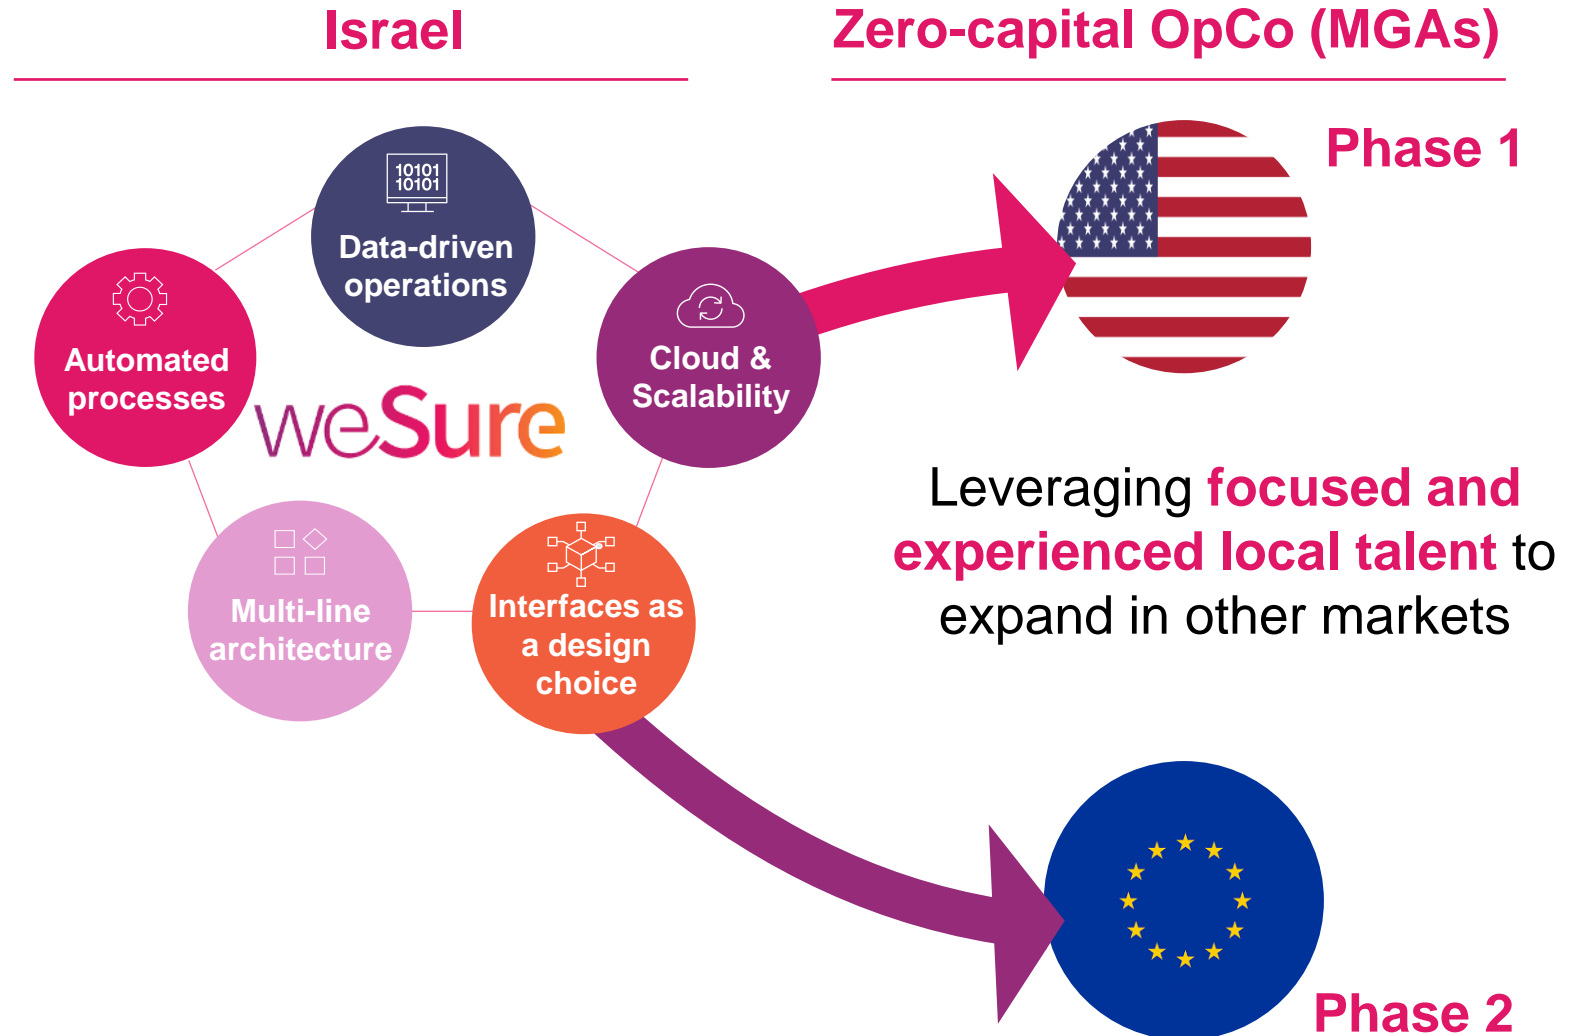 Israel
Zero-capital OpCo (MGAs)
10101
10101
Data-driven
operations
Automated
processes
Cloud &
Scalability
weSure
Multi-line
architecture
Interfaces as
a design
choice
Phase 1
Leveraging focused and
experienced local talent to
expand in other markets
Phase 2